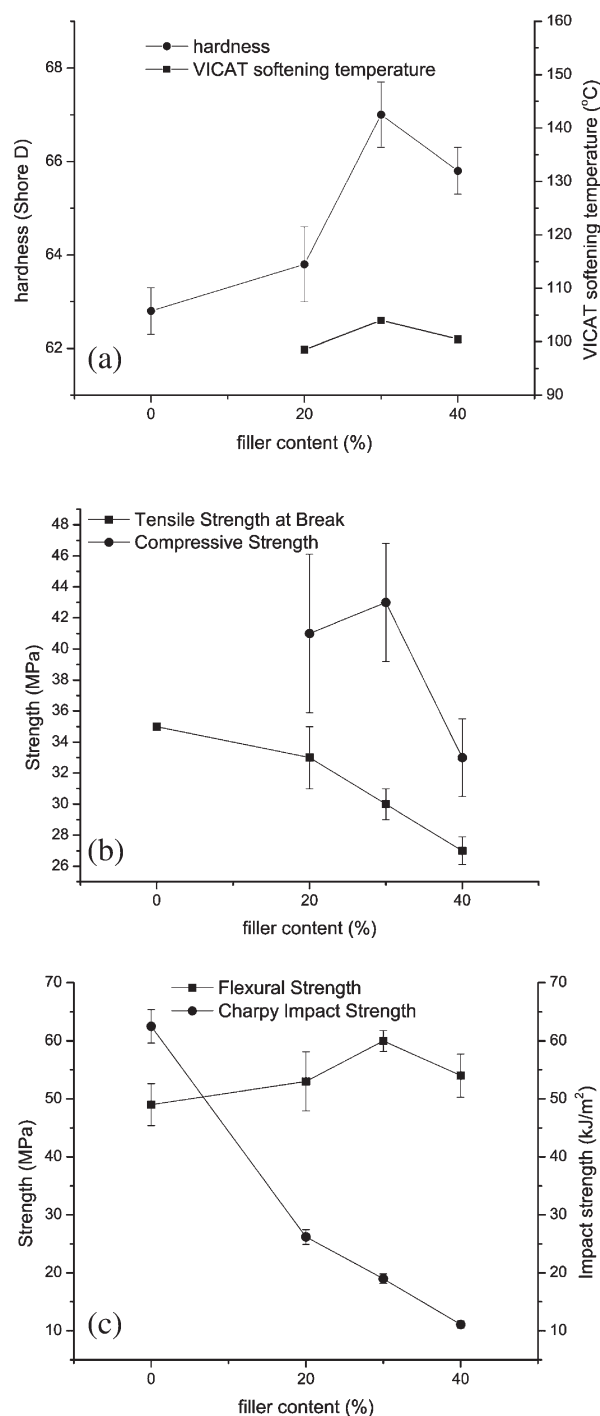 hardness
VICAT softening temperature
68
66
64
62
hardness (Shore D)
160
150
140
130
120
110
100
90
VICAT softening temperature (°C)
(a)
0 20 40
filler content (%)
Tensile Strength at Break
Compressive Strength
48
46
44
42
40
38
36
34
32
30
28
26
Strength (MPa)
(b)
0 20 40
filler content (%)
Flexural Strength
Charpy Impact Strength
70
60
50
40
30
20
10
Strength (MPa)
70
60
50
40
30
20
10
Impact strength (kJ/m²)
(c)
0 20 40
filler content (%)